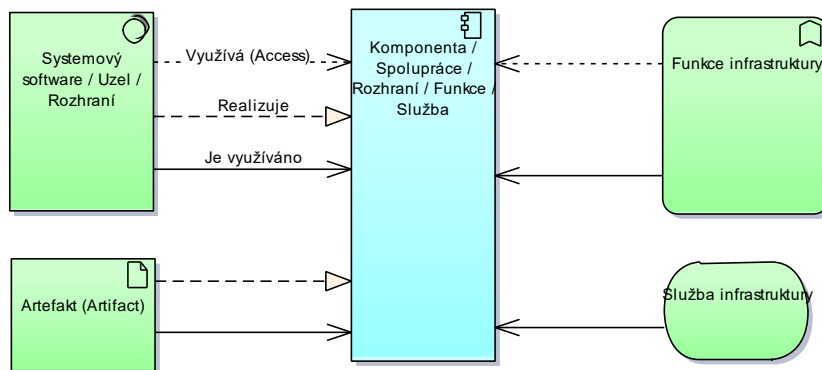 Systemový
software / Uzel /
Rozhraní
Využívá (Access)
Realizuje
Je využíváno
Komponenta /
Spolupráce /
Rozhraní / Funkce /
Služba
Funkce infrastruktury
Artefakt (Artifact)
Služba infrastruktury